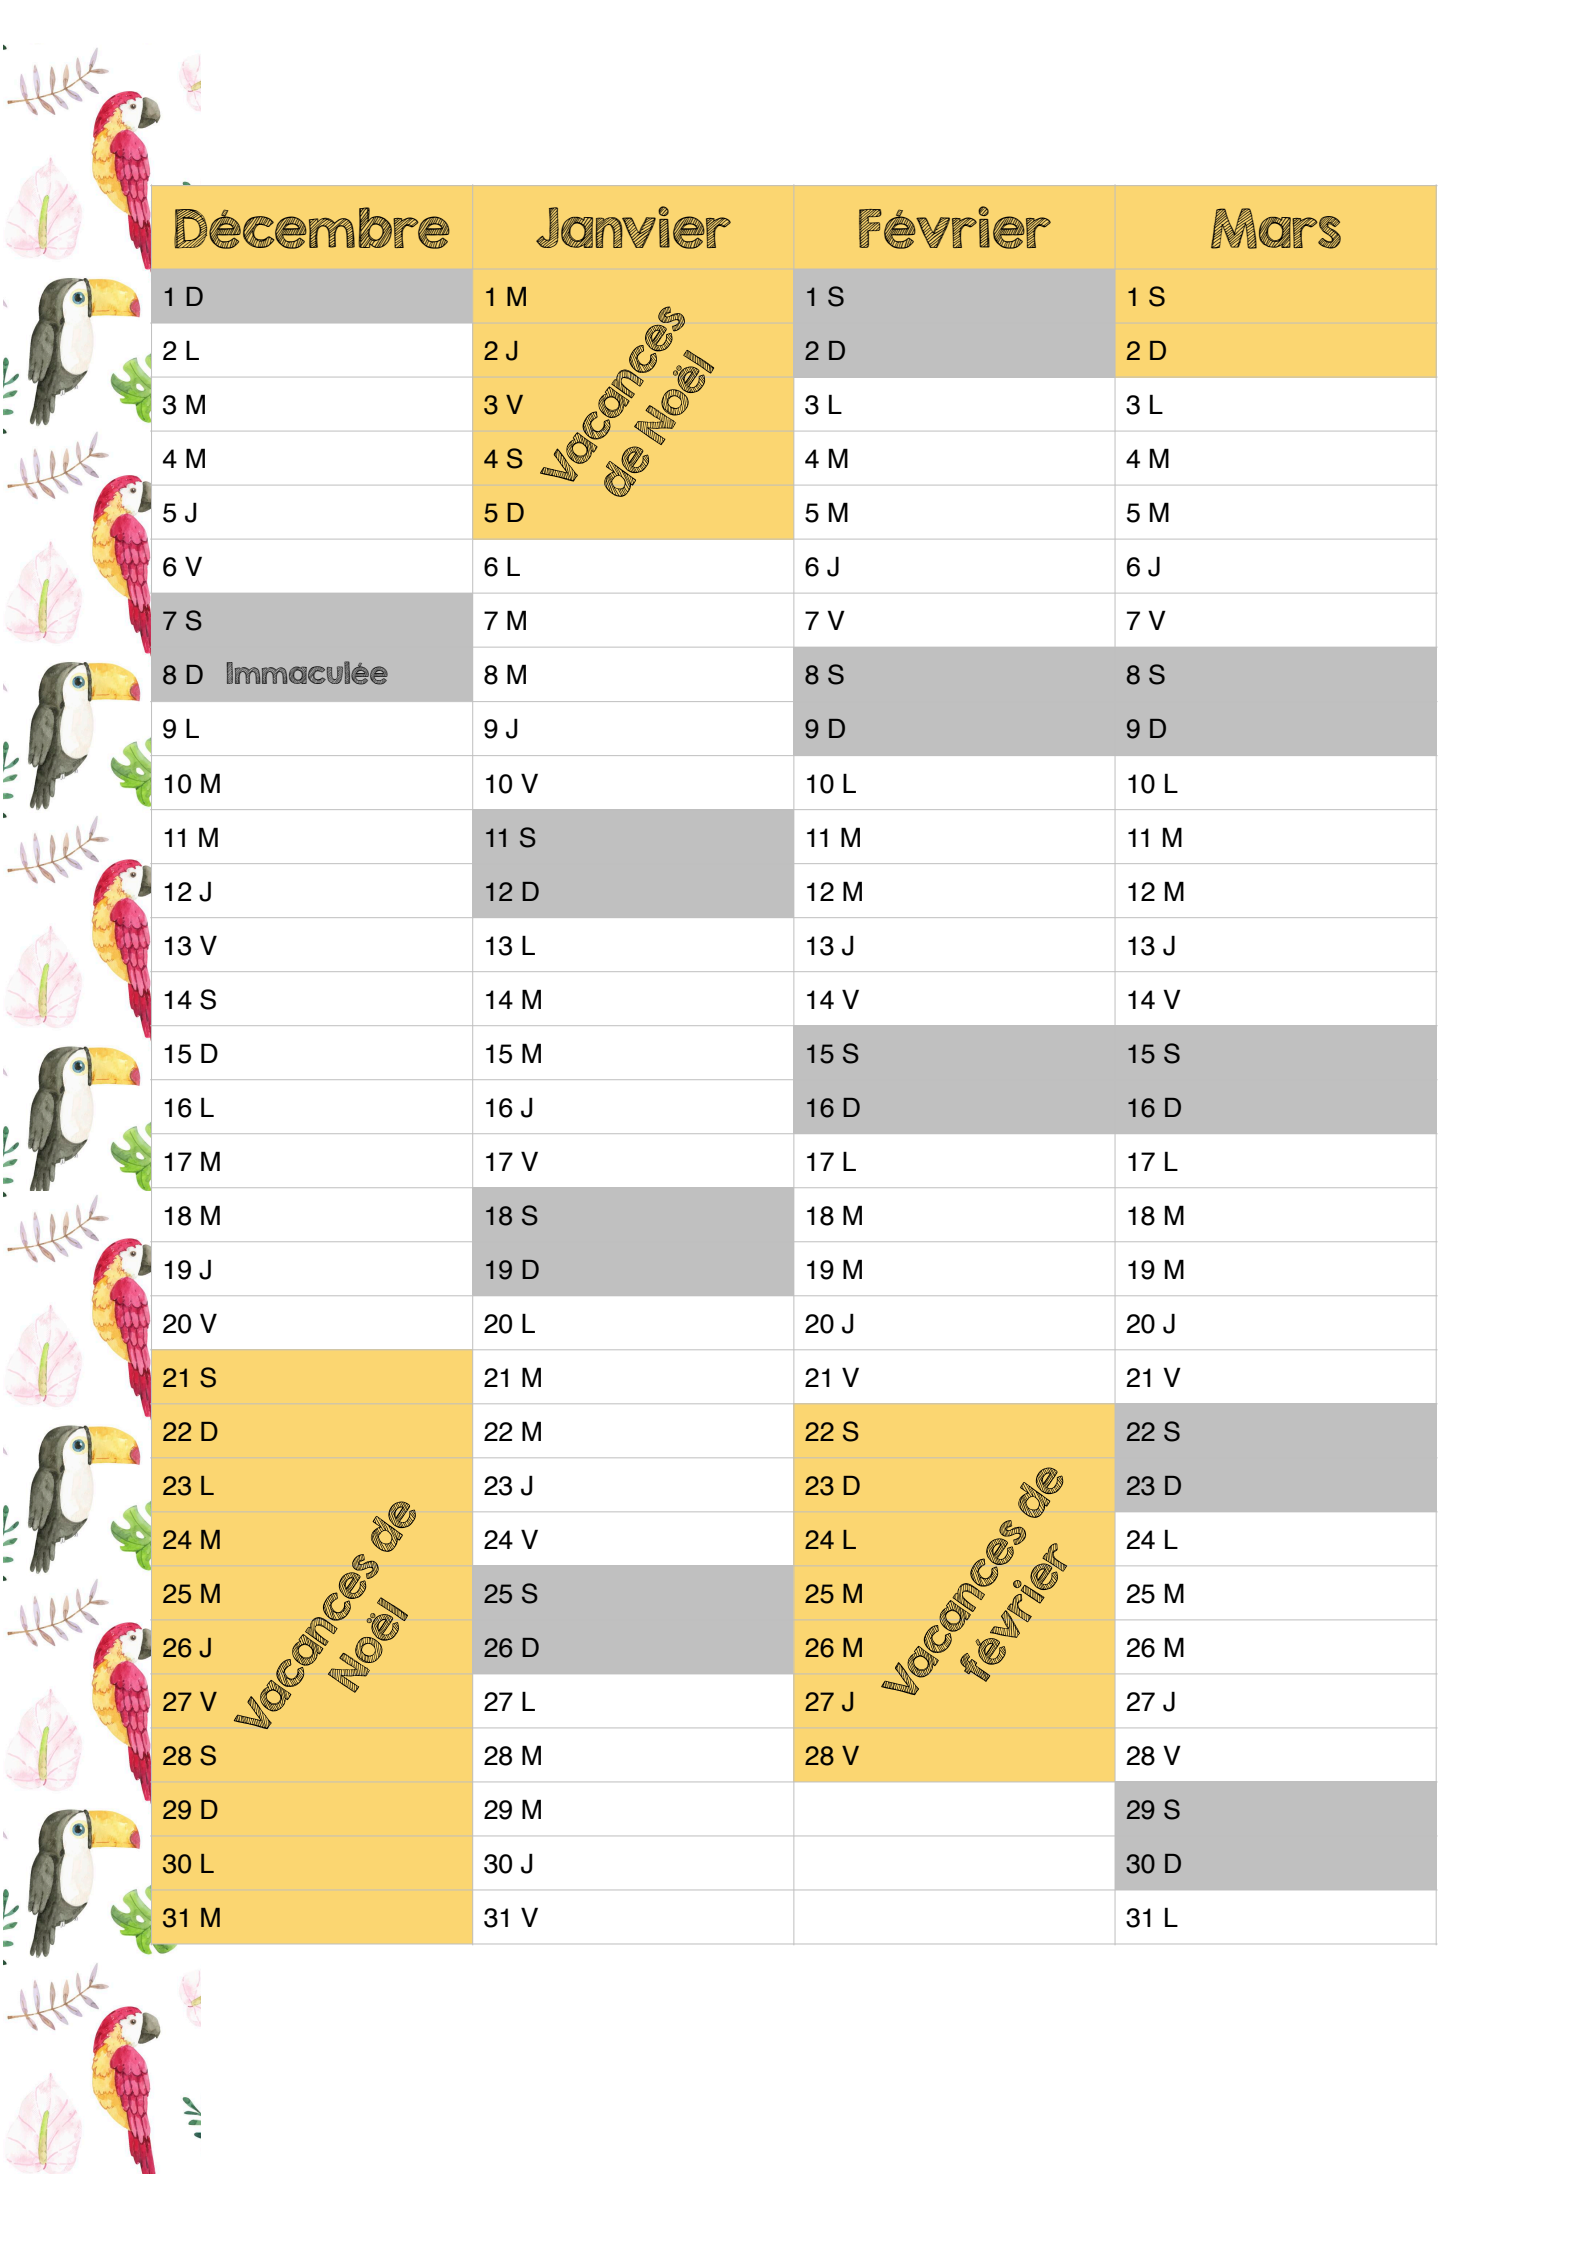 Décembre Janvier Février Mars
1 D 1 M 1 S 1 S
2 L 2 J 2 D 2 D
3 M 3 V 3 L 3 L
4 M 4 S 4 M 4 M
5 J 5 D 5 M 5 M
Vacances
de Noël
6 V 6 L 6 J 6 J
7 S 7 M 7 V 7 V
8 D Immaculée 8 M 8 S 8 S
9 L 9 J 9 D 9 D
10 M 10 V 10 L 10 L
11 M 11 S 11 M 11 M
12 J 12 D 12 M 12 M
13 V 13 L 13 J 13 J
14 S 14 M 14 V 14 V
15 D 15 M 15 S 15 S
16 L 16 J 16 D 16 D
17 M 17 V 17 L 17 L
18 M 18 S 18 M 18 M
19 J 19 D 19 M 19 M
20 V 20 L 20 J 20 J
21 S 21 M 21 V 21 V
22 D 22 M 22 S 22 S
23 L 23 J 23 D 23 D
24 M 24 V 24 L 24 L
25 M 25 S 25 M 25 M
26 J 26 D 26 M 26 M
27 V 27 L 27 J 27 J
28 S 28 M 28 V 28 V
Vacances de
Noël
Vacances de
février
29 D 29 M 29 S
30 L 30 J 30 D
31 M 31 V 31 L